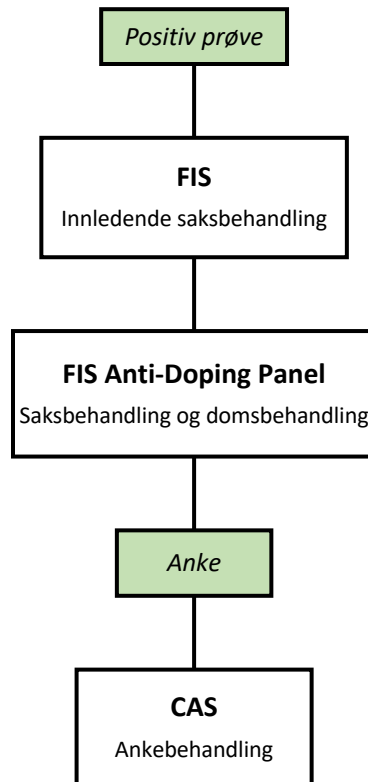 Positiv prøve
FIS
Innledende saksbehandling
FIS Anti-Doping Panel
Saksbehandling og domsbehandling
Anke
CAS
Ankebehandling